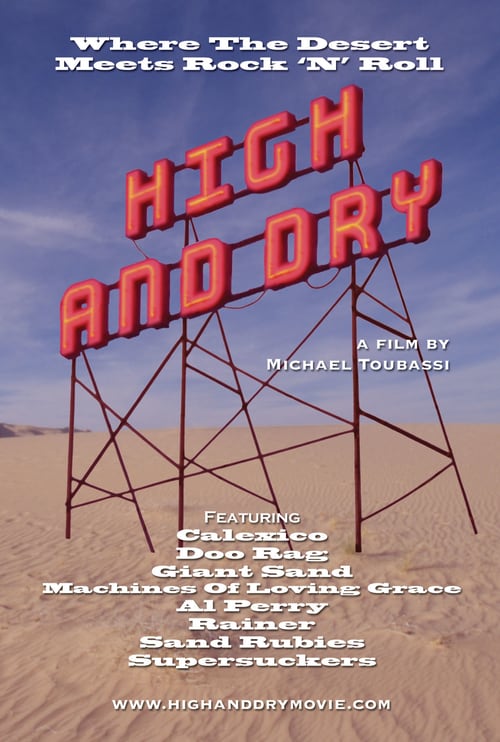 Where The Desert
Meets Rock 'N' Roll
HIGH
AND DRY
A FILM BY
MICHAEL TOUBASSI
FEATURING
Calexico
Doo Rag
Giant Sand
Machines Of Loving Grace
Al Perry
Rainer
Sand Rubies
Supersuckers
WWW.HIGHANDDRYMOVIE.COM